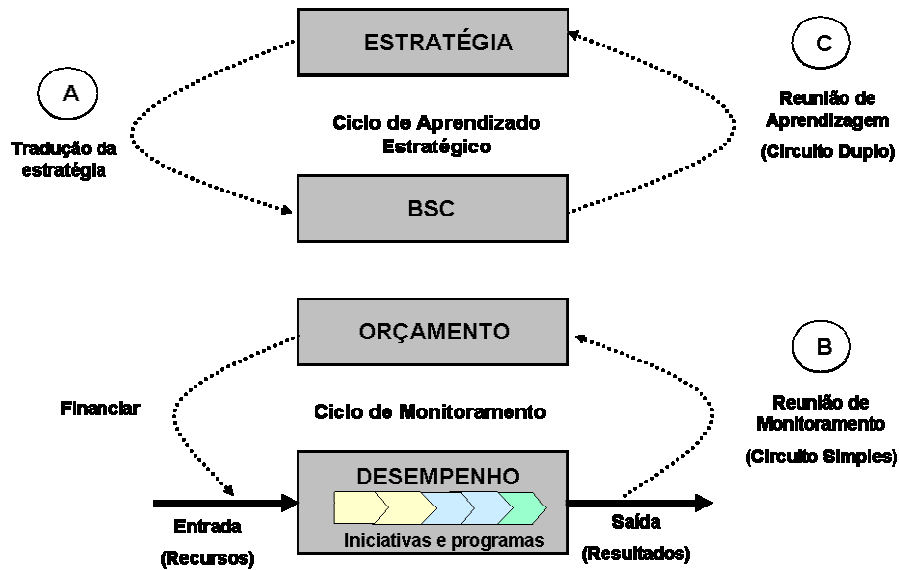 ESTRATÉGIA
C
A
Reunião de
Aprendizagem
(Circuito Duplo)
Ciclo de Aprendizado
Estratégico
Tradução da
estratégia
BSC
ORÇAMENTO
B
Financiar
Ciclo de Monitoramento
Reunião de
Monitoramento
(Circuito Simples)
DESEMPENHO
Iniciativas e programas
Entrada
(Recursos)
Saída
(Resultados)